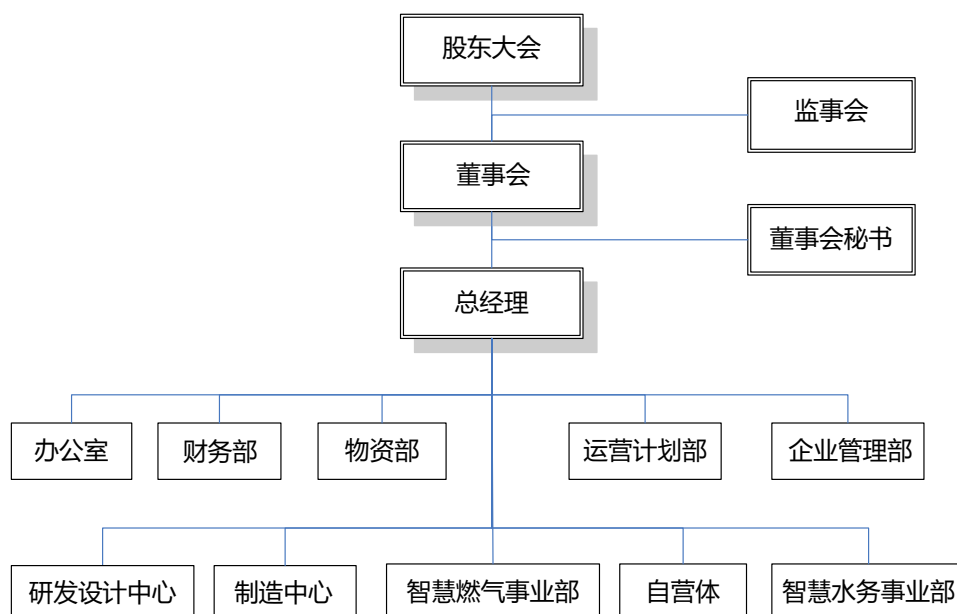 股东大会
监事会
董事会
董事会秘书
总经理
办公室
财务部
物资部
运营计划部
企业管理部
研发设计中心
制造中心
智慧燃气事业部
自营体
智慧水务事业部